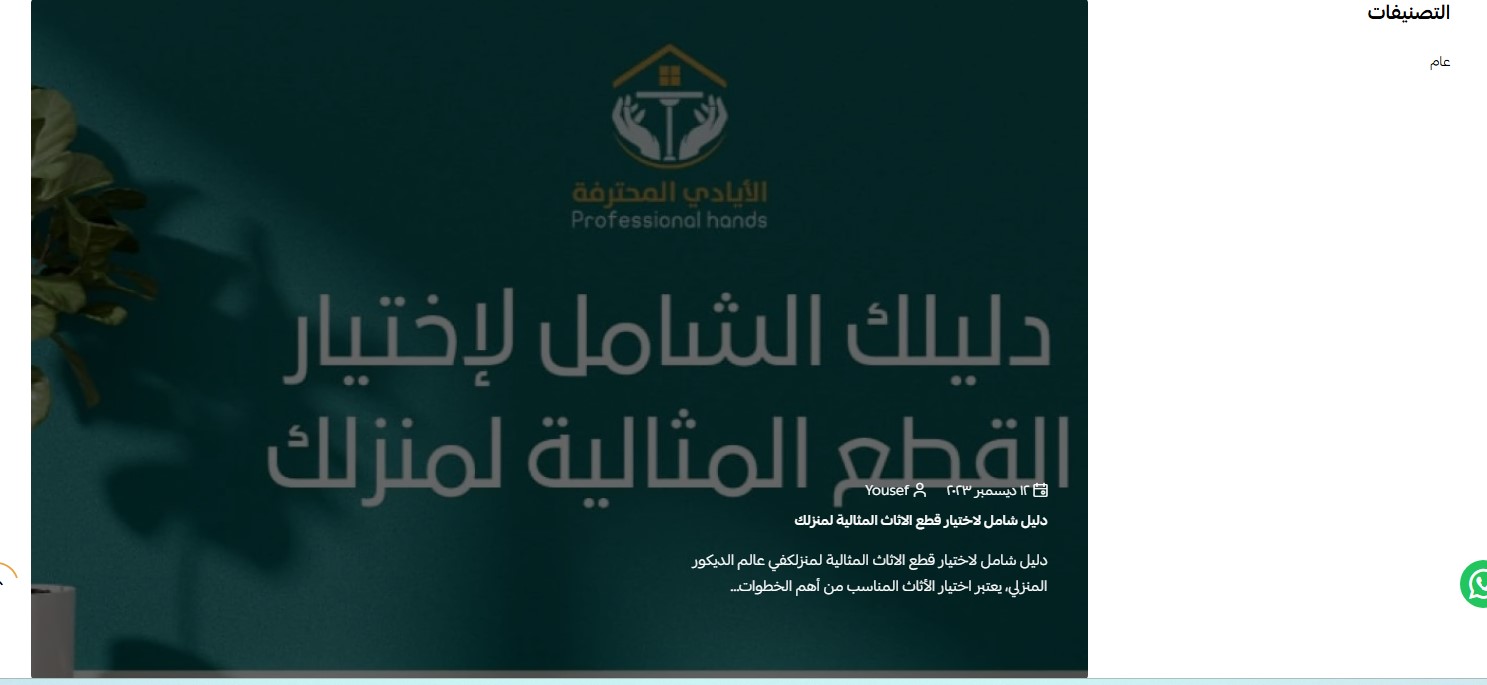 التصنيفات
عام
الأيادي المحترفة
Professional hands
دليلك الشامل لإختيار
القطع المثالية لمنزلك
١٢ ديسمبر ٢٠٢٣ Yousef
دليل شامل لاختيار قطع الاثاث المثالية لمنزلك
دليل شامل لاختيار قطع الاثاث المثالية لمنزلكفي عالم الديكور
المنزلي، يعتبر اختيار الأثاث المناسب من أهم الخطوات...